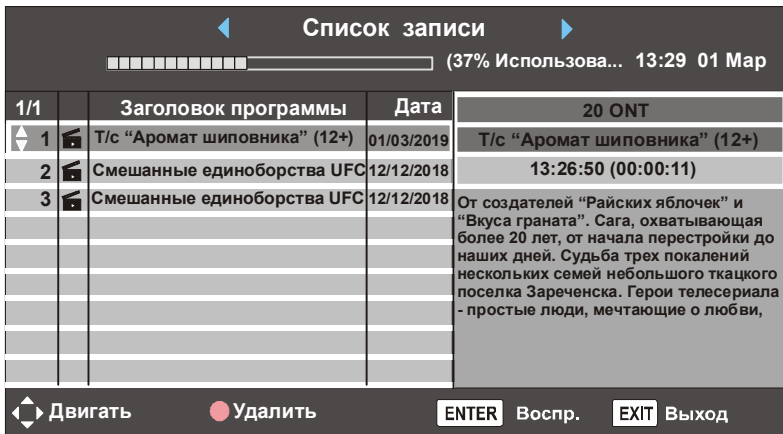 Список записи
(37% Использова... 13:29 01 Мар
1/1 Заголовок программы Дата
1 Т/с “Аромат шиповника” (12+) 01/03/2019
2 Смешанные единоборства UFC 12/12/2018
3 Смешанные единоборства UFC 12/12/2018
20 ONT
Т/с “Аромат шиповника” (12+)
13:26:50 (00:00:11)
От создателей “Райских яблочек” и
“Вкуса граната”. Сага, охватывающая
более 20 лет, от начала перестройки до
наших дней. Судьба трех покалений
нескольких семей небольшого ткацкого
поселка Зареченска. Герои телесериала
- простые люди, мечтающие о любви,
Двигать Удалить ENTER Воспр. EXIT Выход